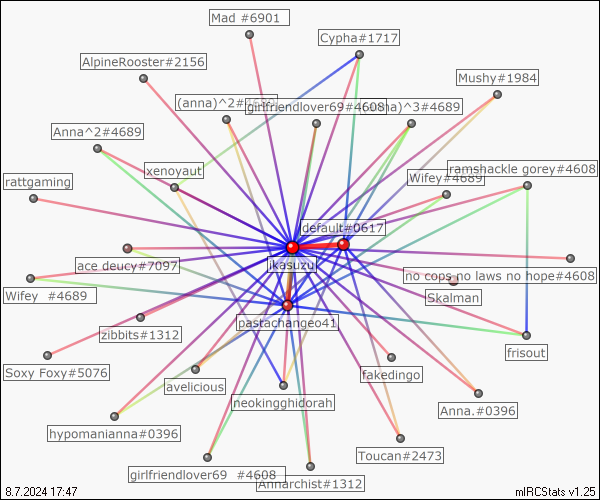 Mad #6901
Cypha#1717
AlpineRooster#2156
Mushy#1984
(anna)^2#4689
girlfriendlover69#4608
(anna)^3#4689
Anna^2#4689
xenoyaut
ramshackle gorey#4608
Wifey#4689
rattgaming
default#0617
ace deucy#7097
ikasuzu
no cops no laws no hope#4608
Wifey  #4689
Skalman
pastachangeo41
zibbits#1312
frisout
Soxy Foxy#5076
fakedingo
avelicious
neokingghidorah
Anna.#0396
hypomanianna#0396
Toucan#2473
girlfriendlover69  #4608
Annarchist#1312
8.7.2024 17:47
mIRCStats v1.25